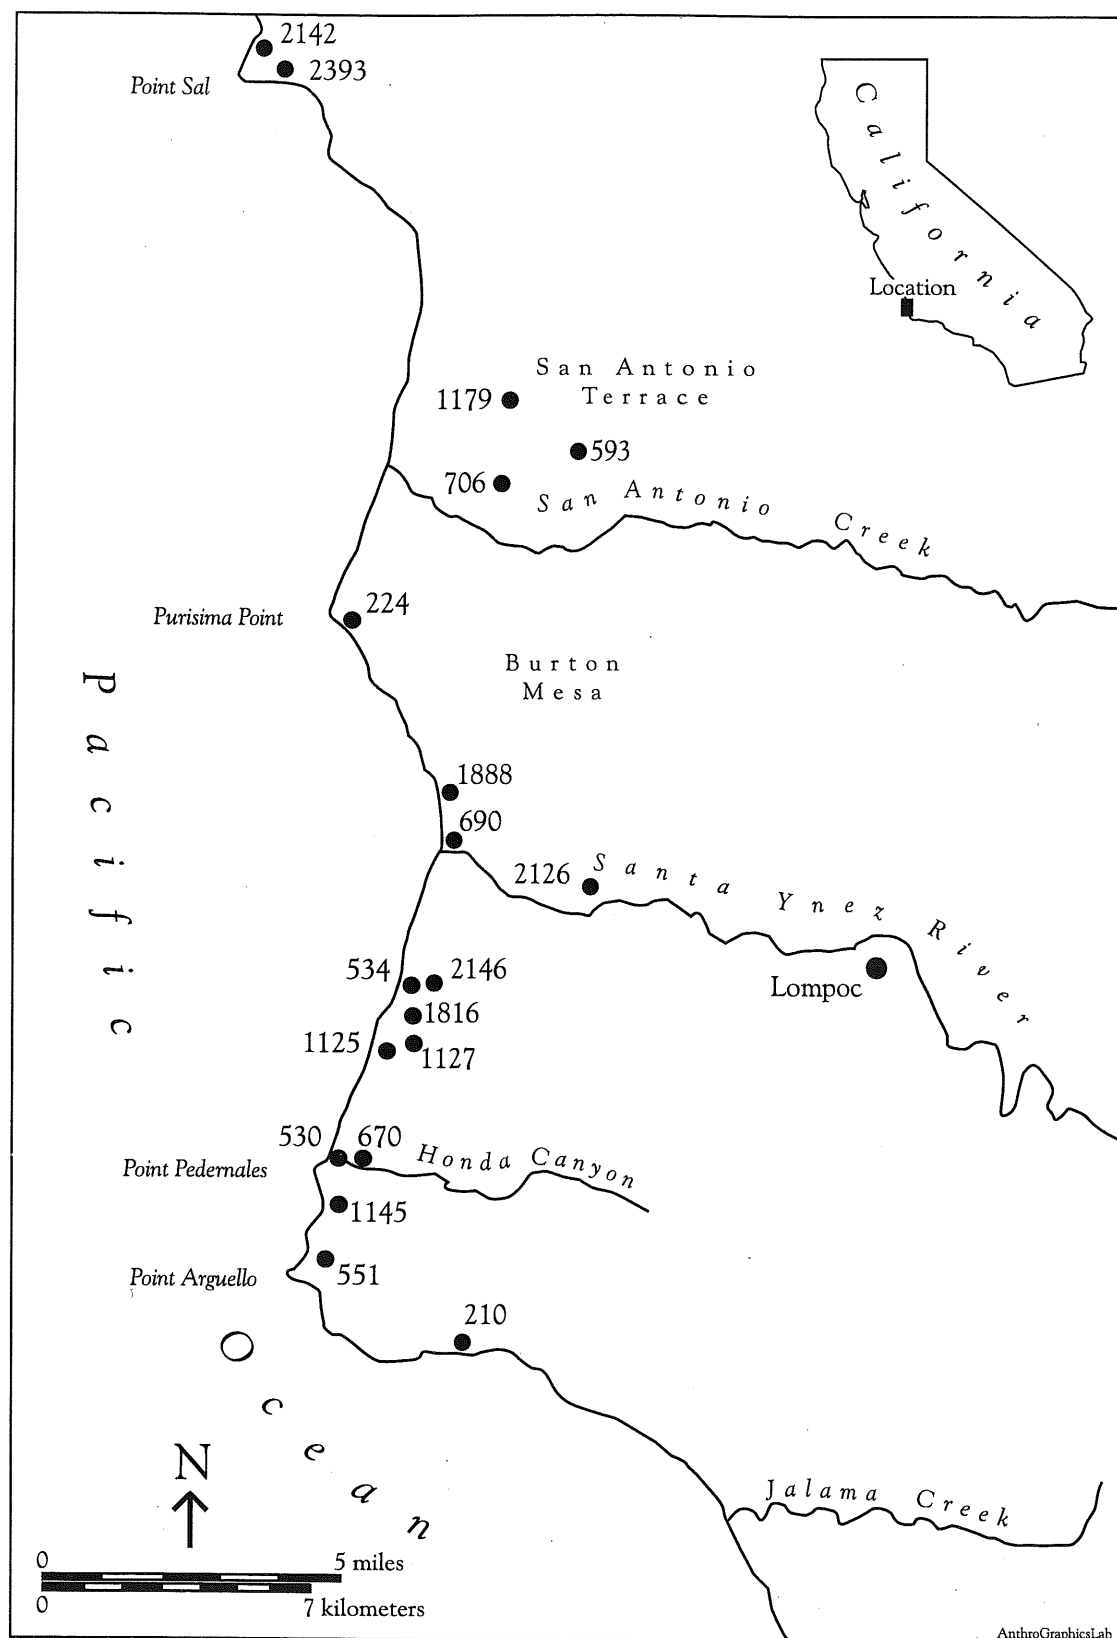 2142
2393
Point Sal
California
Location
San Antonio
Terrace
1179
593
706
San Antonio Creek
224
Purisima Point
Burton
Mesa
Pacific
1888
690
2126
Santa Ynez River
Lompoc
534
2146
1816
1125
1127
530
670
Honda Canyon
Point Pedernales
1145
Point Arguello
551
210
Ocean
N
Jalama Creek
0
5 miles
0
7 kilometers
AnthroGraphicsLab